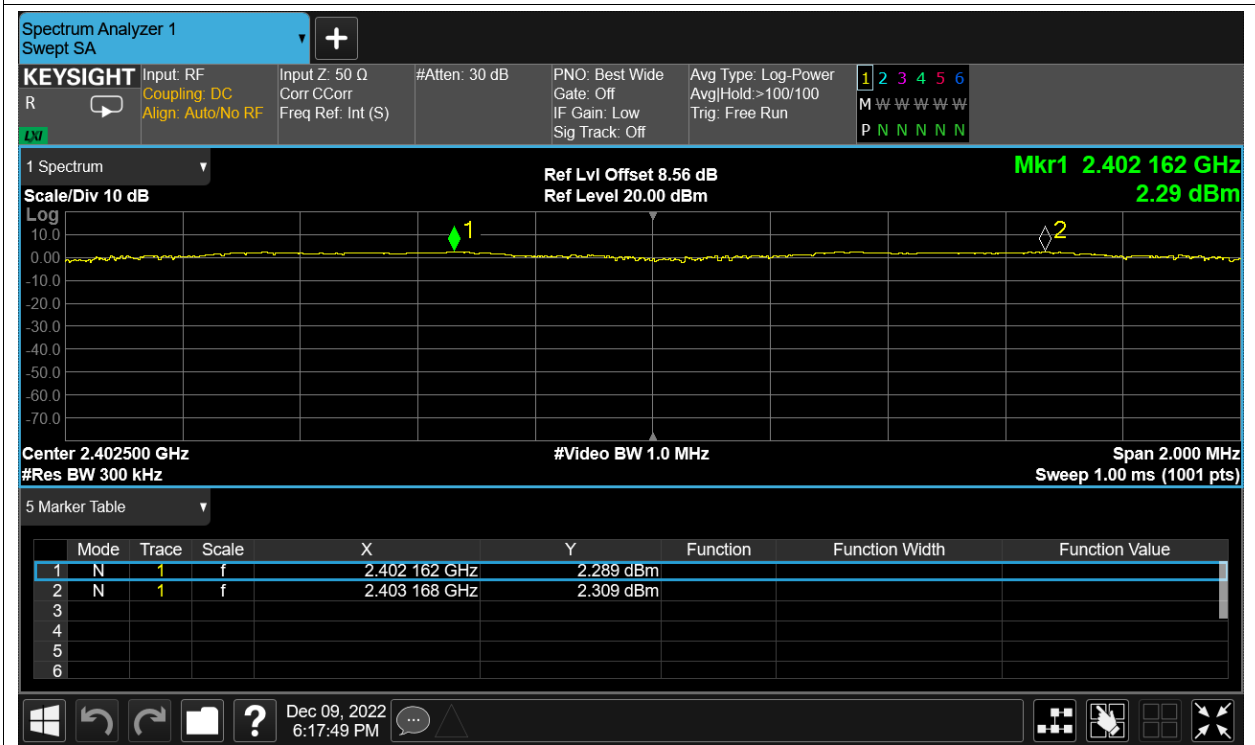 Spectrum Analyzer 1
Swept SA
KEYSIGHT Input: RF Input Z: 50 Ω #Atten: 30 dB PNO: Best Wide Avg Type: Log-Power 1 2 3 4 5 6
R Coupling: DC Corr CCorr Gate: Off Avg|Hold:>100/100 M W W W W W
Align: Auto/No RF Freq Ref: Int (S) IF Gain: Low Trig: Free Run
LXI Sig Track: Off P N N N N N
1 Spectrum Ref Lvl Offset 8.56 dB Mkr1 2.402 162 GHz
Scale/Div 10 dB Ref Level 20.00 dBm 2.29 dBm
Log
1 2
10.0
0.00
-10.0
-20.0
-30.0
-40.0
-50.0
-60.0
-70.0
Center 2.402500 GHz #Video BW 1.0 MHz Span 2.000 MHz
#Res BW 300 kHz Sweep 1.00 ms (1001 pts)
5 Marker Table
Mode Trace Scale X Y Function Function Width Function Value
1 N 1 f 2.402 162 GHz 2.289 dBm
2 N 1 f 2.403 168 GHz 2.309 dBm
3
4
5
6
? Dec 09, 2022
6:17:49 PM